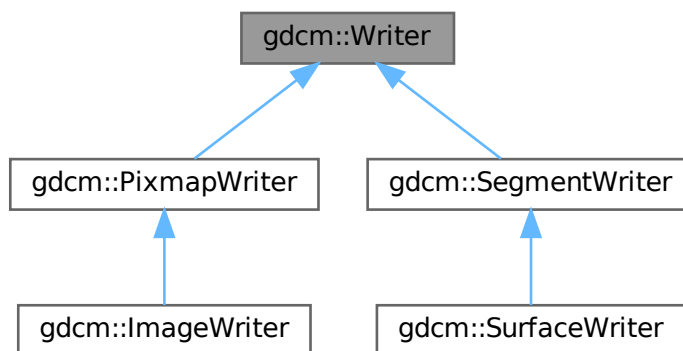 gdcm::Writer
gdcm::PixmapWriter
gdcm::SegmentWriter
gdcm::ImageWriter
gdcm::SurfaceWriter